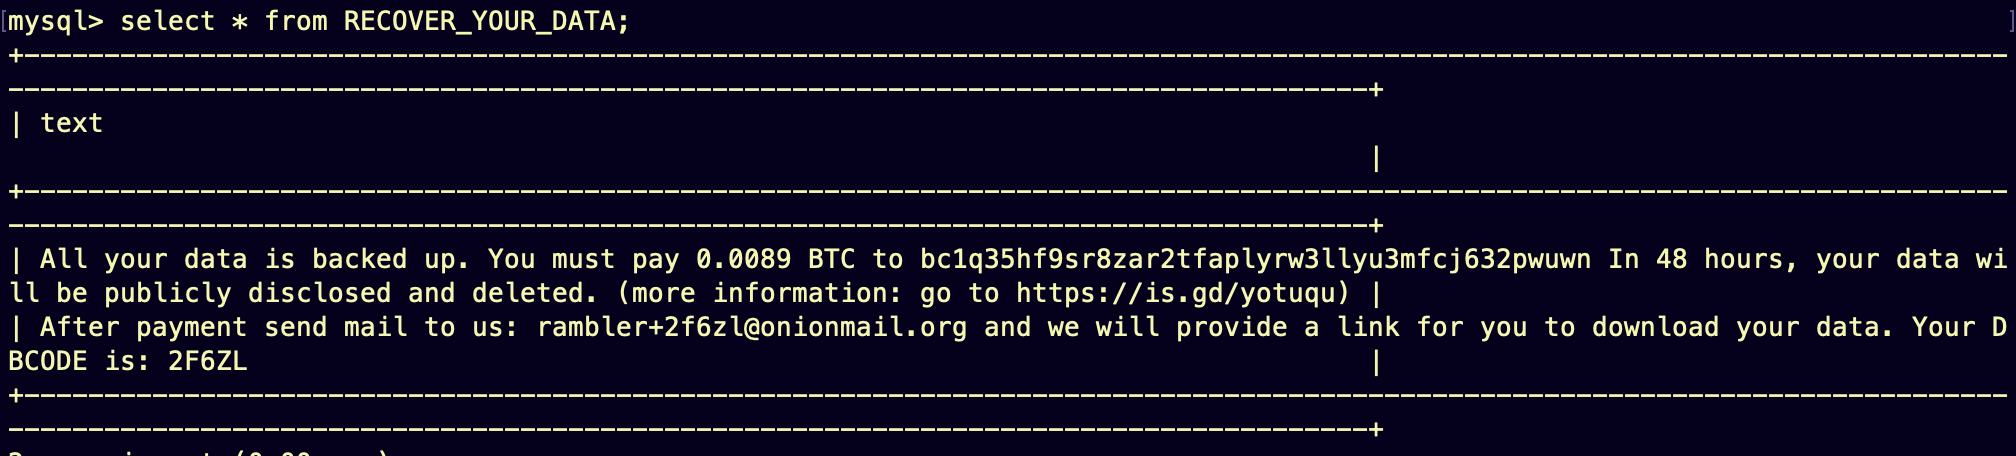 mysql> select * from RECOVER_YOUR_DATA;
| text
|
| All your data is backed up. You must pay 0.0089 BTC to bc1q35hf9sr8zar2tfaplyrw3llyu3mfcj632pwuwn In 48 hours, your data wi
ll be publicly disclosed and deleted. (more information: go to https://is.gd/yotuqu) |
| After payment send mail to us: rambler+2f6zl@onionmail.org and we will provide a link for you to download your data. Your D
BCODE is: 2F6ZL |